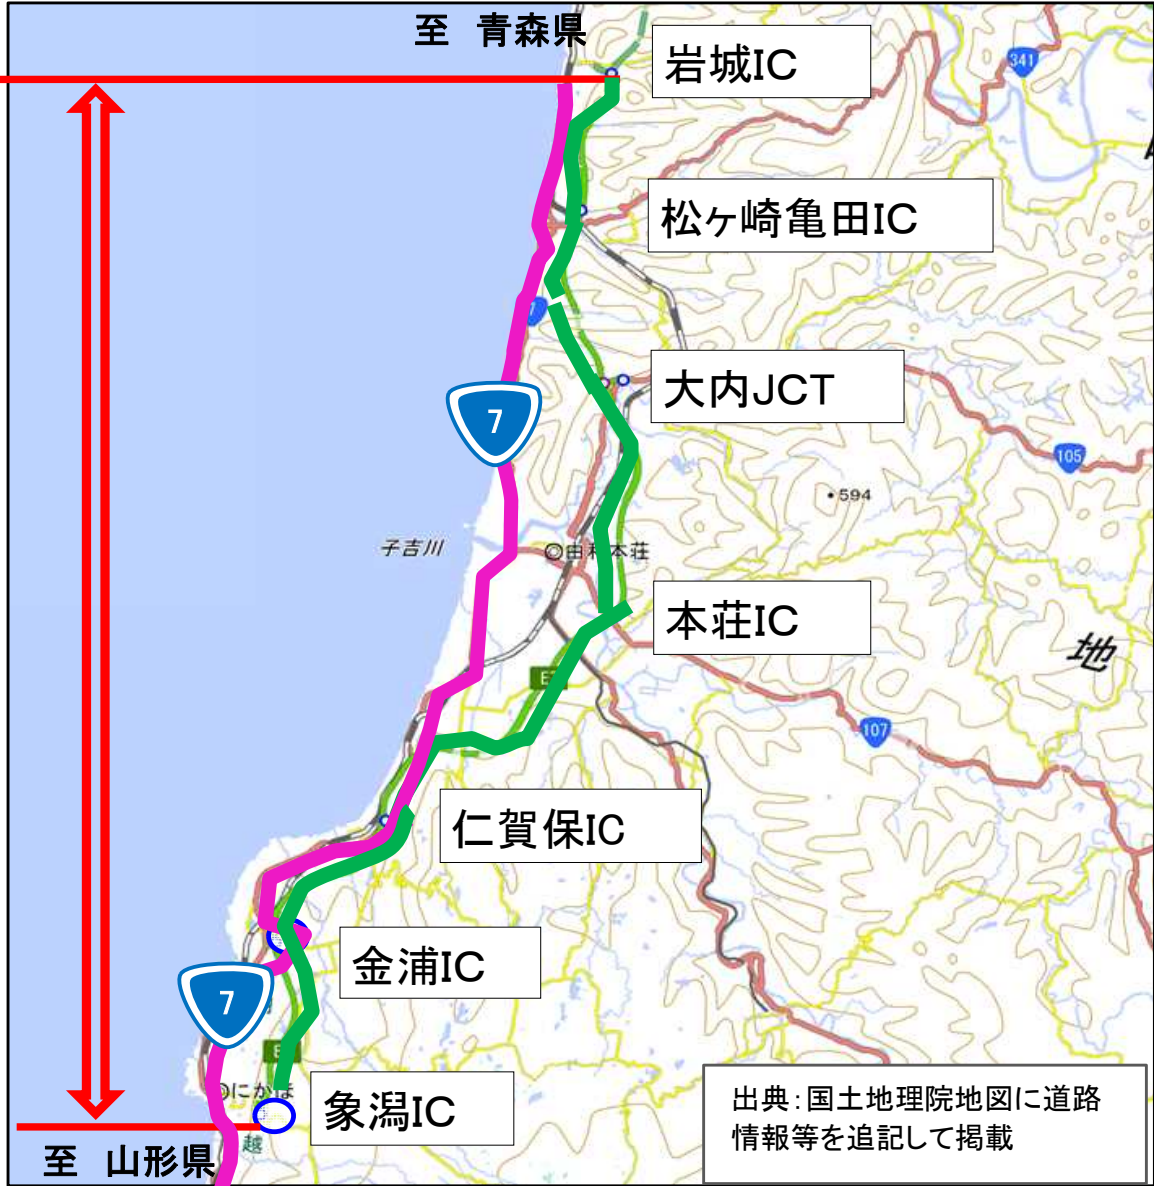 至 青森県
岩城IC
341
松ヶ崎亀田IC
大内JCT
7
105
594
子吉川
由利本荘
本荘IC
地
107
仁賀保IC
金浦IC
7
にかほ
象潟IC
越
至 山形県
出典:国土地理院地図に道路
情報等を追記して掲載